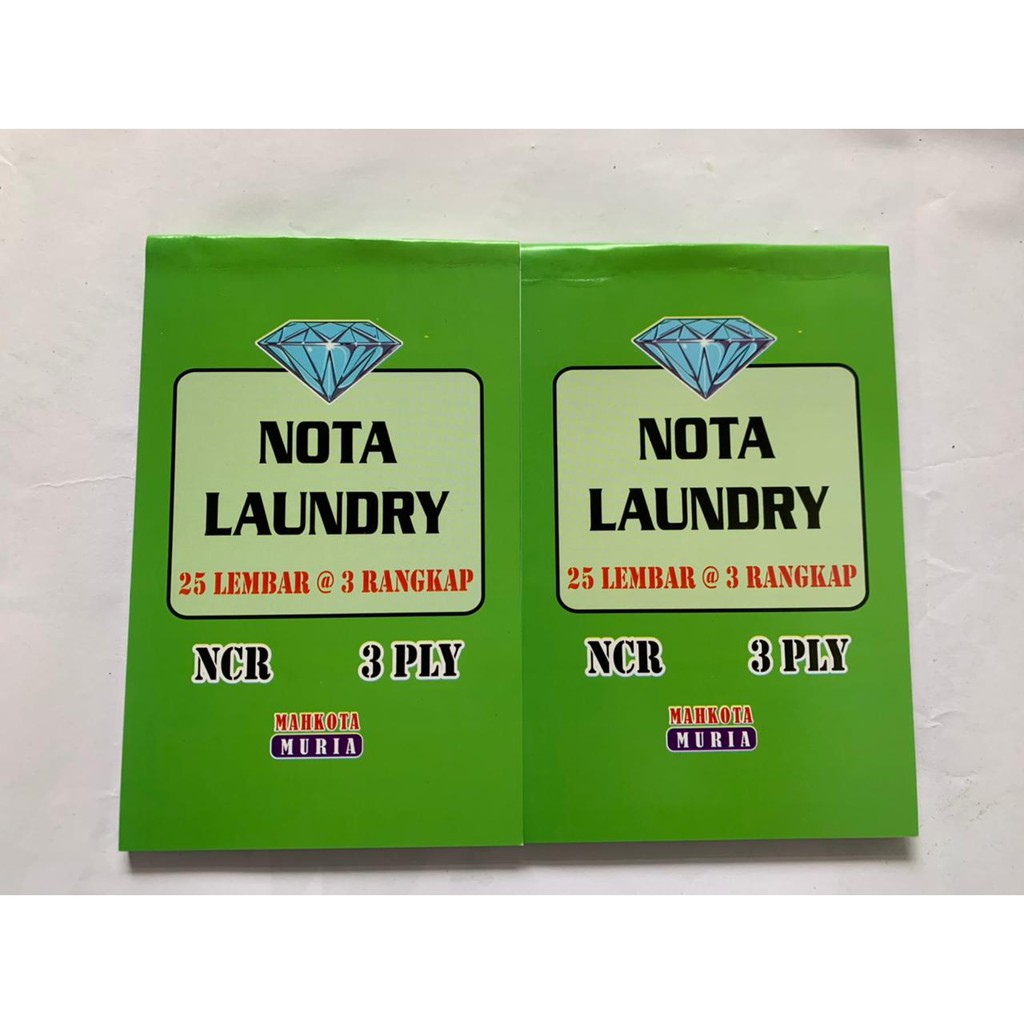 NOTA
LAUNDRY
25 LEMBAR @ 3 RANGKAP
NCR 3 PLY
MAHKOTA
MURIA
NOTA
LAUNDRY
25 LEMBAR @ 3 RANGKAP
NCR 3 PLY
MAHKOTA
MURIA